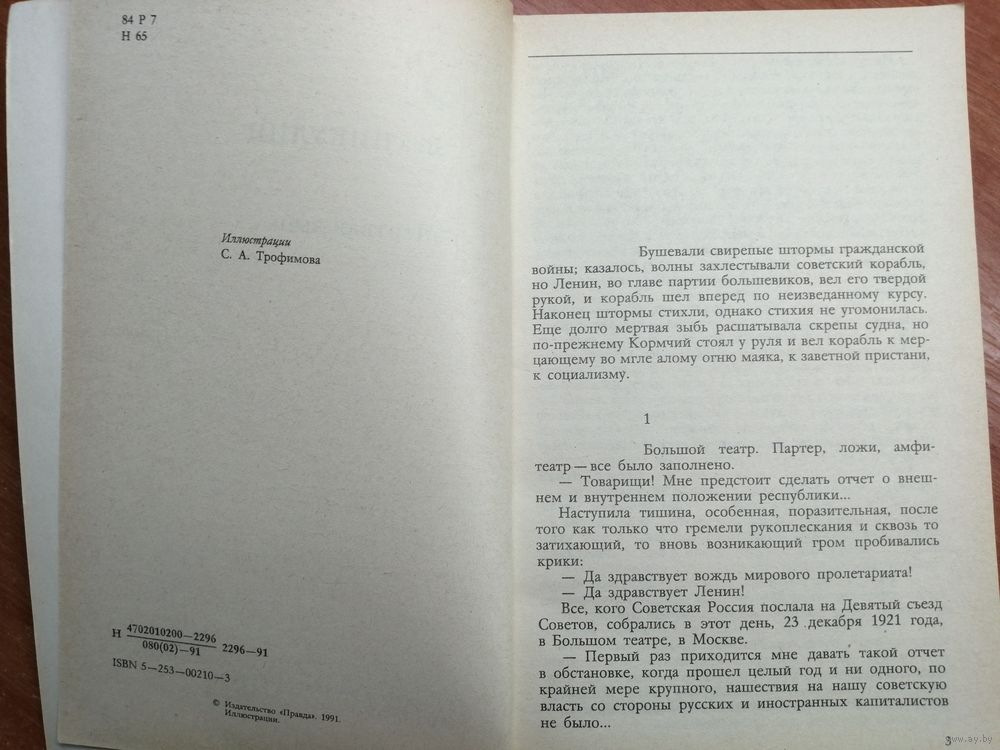 84 Р 7
Н 65
Иллюстрации
С. А. Трофимова
Н 4702010200—2296 2296—91
080(02)—91
ISBN 5—253—00210—3
© Издательство «Правда». 1991.
Иллюстрации.
Бушевали свирепые штормы гражданской
войны; казалось, волны захлестывали советский корабль,
но Ленин, во главе партии большевиков, вел его твердой
рукой, и корабль шел вперед по неизведанному курсу.
Наконец штормы стихли, однако стихия не угомонилась.
Еще долго мертвая зыбь расшатывала скрепы судна, но
по-прежнему Кормчий стоял у руля и вел корабль к мер-
цающему во мгле алому огню маяка, к заветной пристани,
к социализму.
1
Большой театр. Партер, ложи, амфи-
театр — все было заполнено.
— Товарищи! Мне предстоит сделать отчет о внеш-
нем и внутреннем положении республики...
Наступила тишина, особенная, поразительная, после
того как только что гремели рукоплескания и сквозь то
затихающий, то вновь возникающий гром пробивались
крики:
— Да здравствует вождь мирового пролетариата!
— Да здравствует Ленин!
Все, кого Советская Россия послала на Девятый съезд
Советов, собрались в этот день, 23 декабря 1921 года,
в Большом театре, в Москве.
— Первый раз приходится мне давать такой отчет
в обстановке, когда прошел целый год и ни одного, по
крайней мере крупного, нашествия на нашу советскую
власть со стороны русских и иностранных капиталистов
не было...
3
www.ay.by